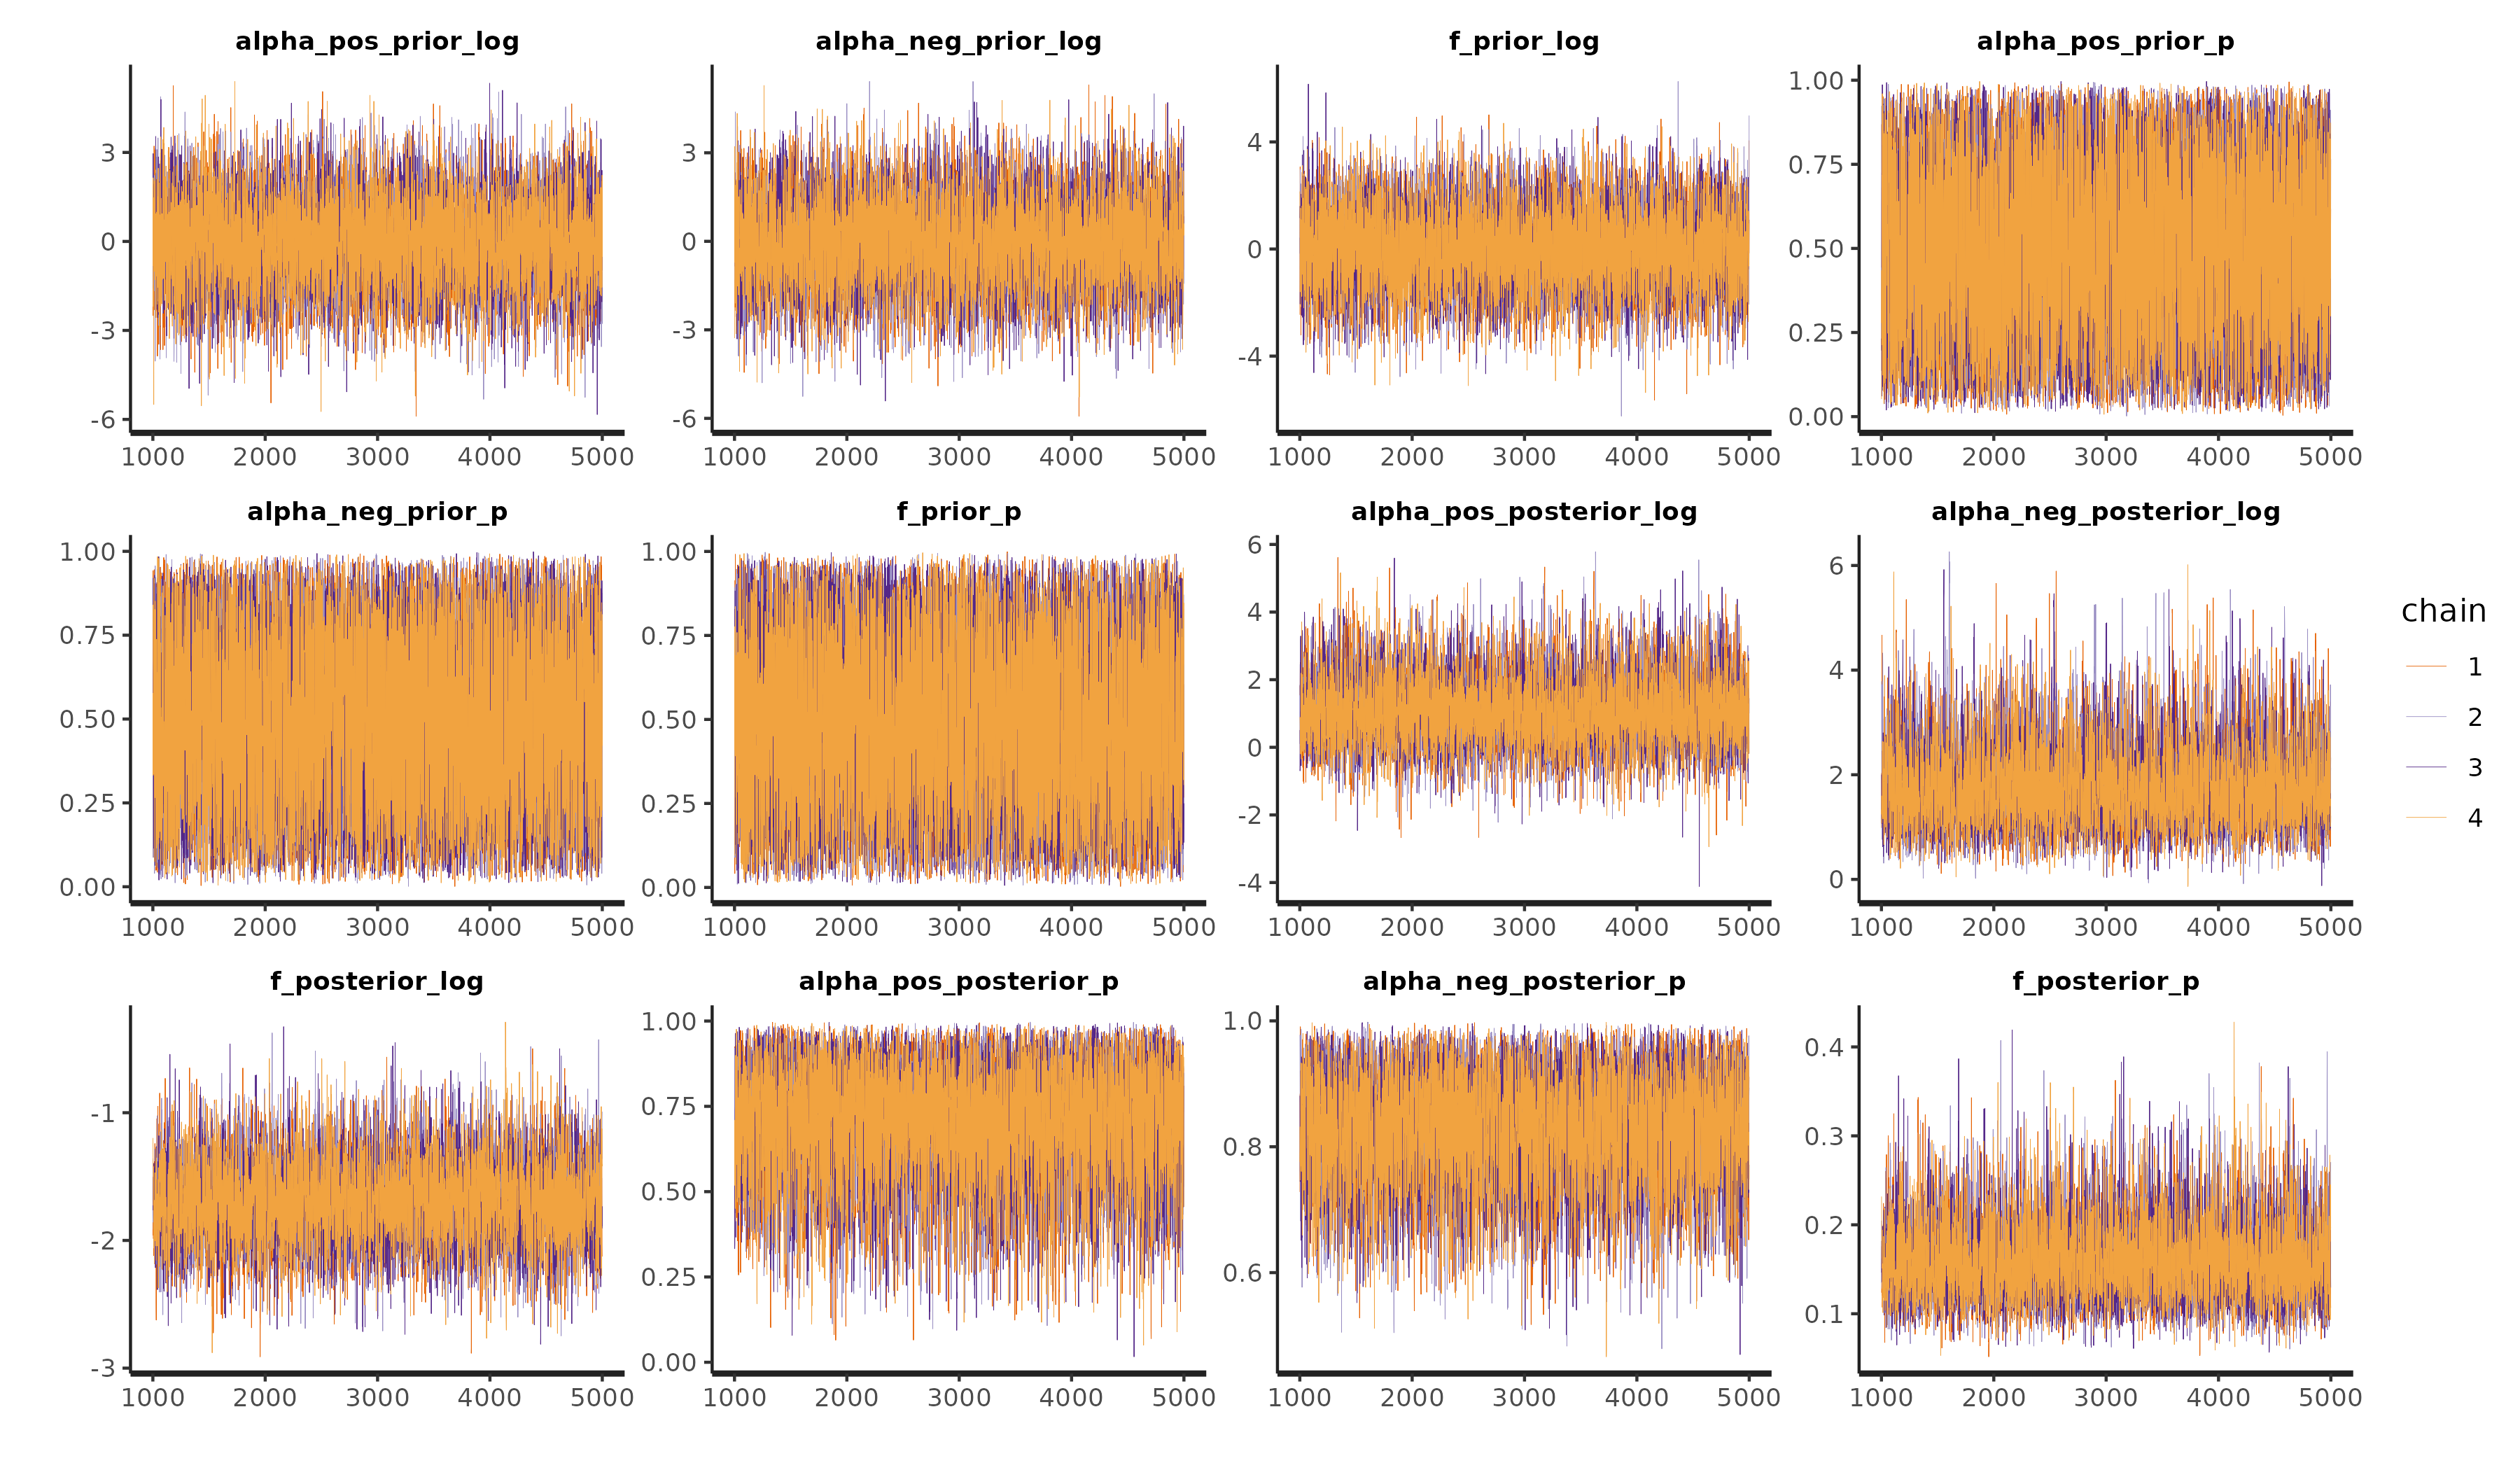 alpha_pos_prior_log
alpha_neg_prior_log
f_prior_log
alpha_pos_prior_p
3
0
-3
-6
1000 2000 3000 4000 5000
3
0
-3
-6
1000 2000 3000 4000 5000
4
0
-4
1000 2000 3000 4000 5000
1.00
0.75
0.50
0.25
0.00
1000 2000 3000 4000 5000
alpha_neg_prior_p
f_prior_p
alpha_pos_posterior_log
alpha_neg_posterior_log
1.00
0.75
0.50
0.25
0.00
1000 2000 3000 4000 5000
1.00
0.75
0.50
0.25
0.00
1000 2000 3000 4000 5000
6
4
2
0
-2
-4
1000 2000 3000 4000 5000
6
4
2
0
1000 2000 3000 4000 5000
chain
1
2
3
4
f_posterior_log
alpha_pos_posterior_p
alpha_neg_posterior_p
f_posterior_p
-1
-2
-3
1000 2000 3000 4000 5000
1.00
0.75
0.50
0.25
0.00
1000 2000 3000 4000 5000
1.0
0.8
0.6
1000 2000 3000 4000 5000
0.4
0.3
0.2
0.1
1000 2000 3000 4000 5000